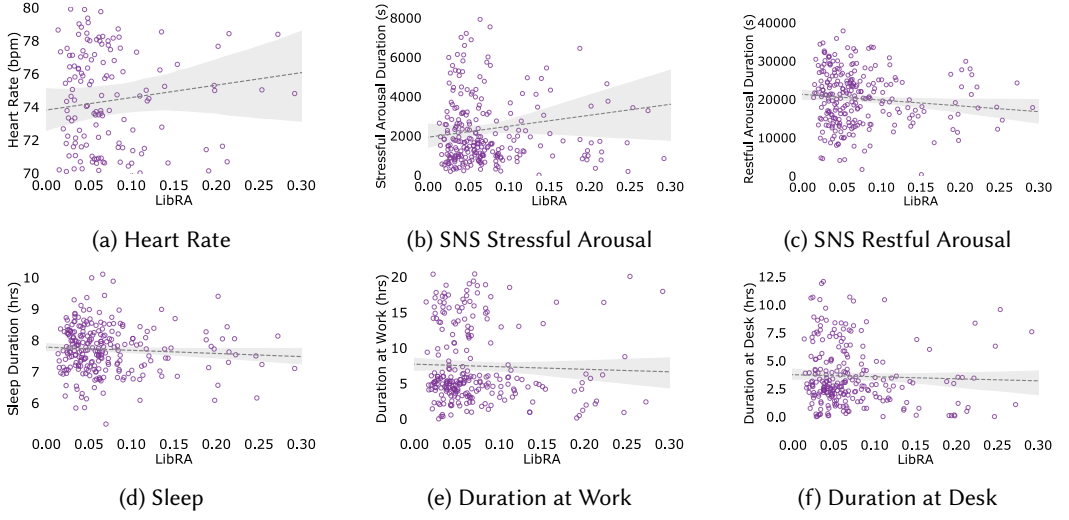 80
78
76
74
72
70
Heart Rate (bpm)
0.00 0.05 0.10 0.15 0.20 0.25 0.30
LibRA
(a) Heart Rate
8000
6000
4000
2000
0
Stressful Arousal Duration (s)
0.00 0.05 0.10 0.15 0.20 0.25 0.30
LibRA
(b) SNS Stressful Arousal
40000
30000
20000
10000
0
Restful Arousal Duration (s)
0.00 0.05 0.10 0.15 0.20 0.25 0.30
LibRA
(c) SNS Restful Arousal
10
9
8
7
6
Sleep Duration (hrs)
0.00 0.05 0.10 0.15 0.20 0.25 0.30
LibRA
(d) Sleep
20
15
10
5
0
Duration at Work (hrs)
0.00 0.05 0.10 0.15 0.20 0.25 0.30
LibRA
(e) Duration at Work
12.5
10.0
7.5
5.0
2.5
0.0
Duration at Desk (hrs)
0.00 0.05 0.10 0.15 0.20 0.25 0.30
LibRA
(f) Duration at Desk